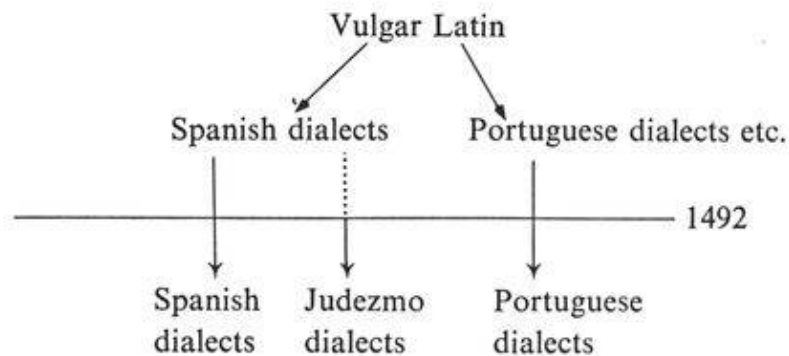 Vulgar Latin
Spanish dialects
Portuguese dialects etc.
1492
Spanish
dialects
Judezmo
dialects
Portuguese
dialects